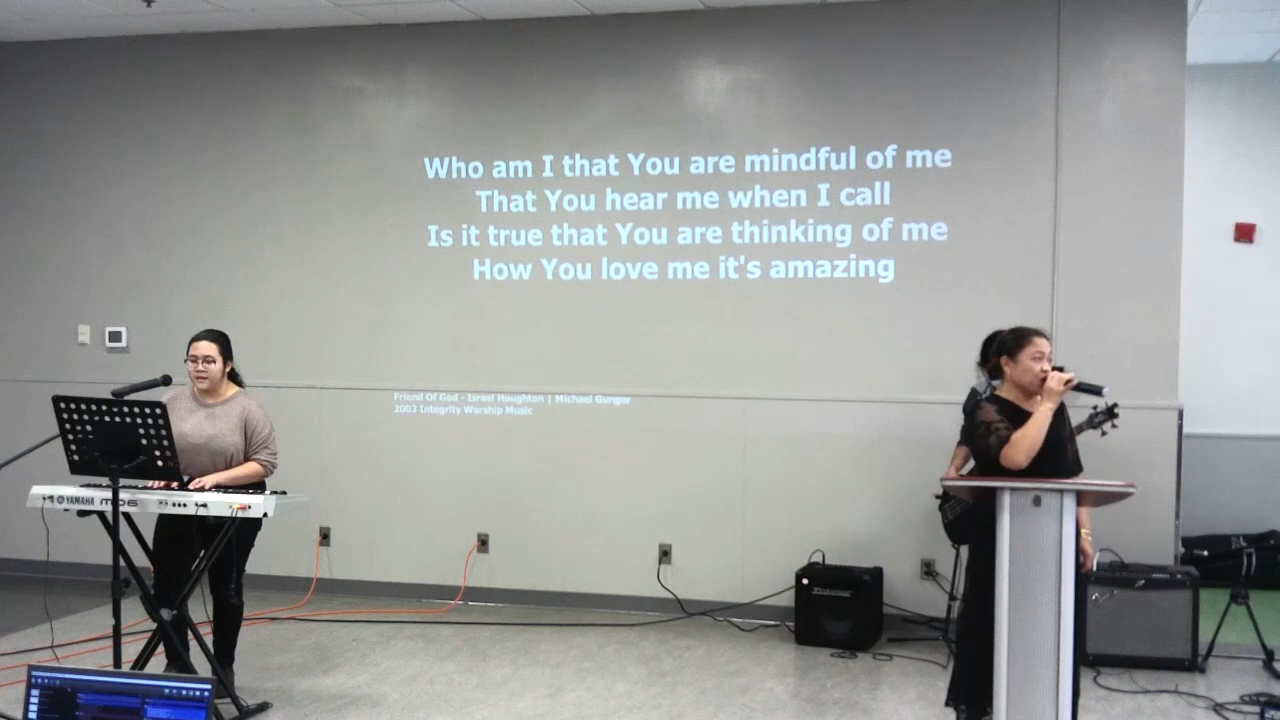 Who am I that You are mindful of me
That You hear me when I call
Is it true that You are thinking of me
How You love me it's amazing
Friend Of God - Israel Houghton | Michael Gungor
2003 Integrity Worship Music
YAMAHA MO6